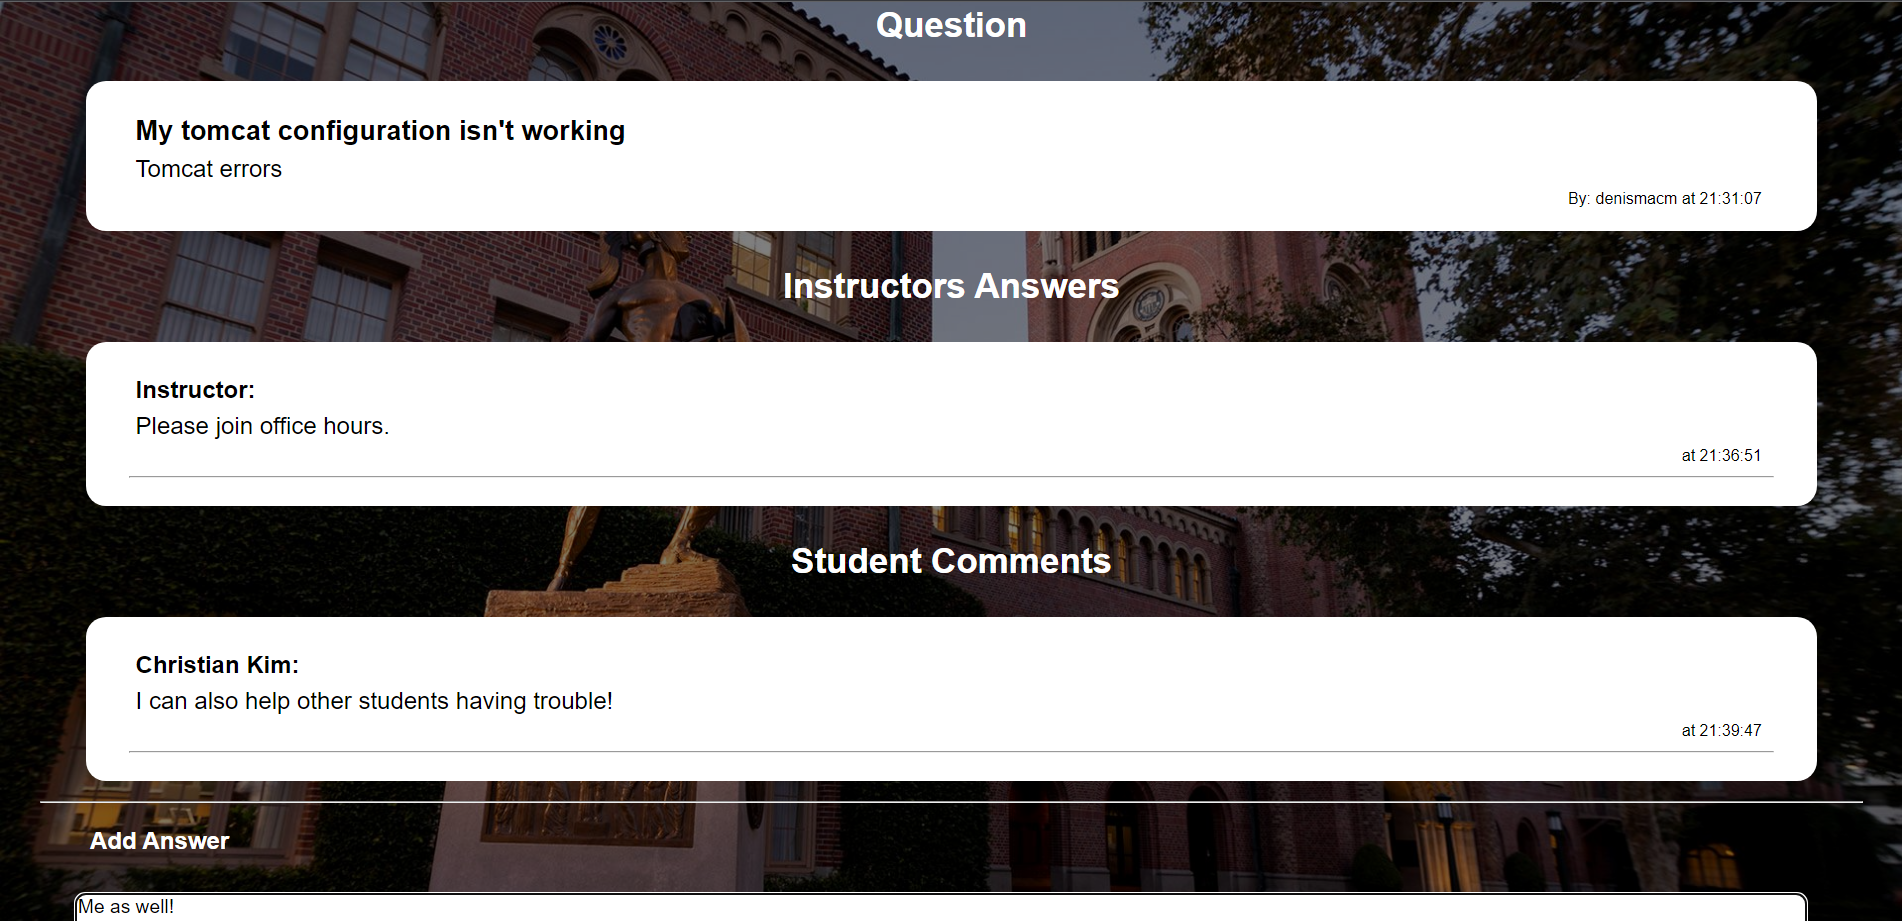 Question
My tomcat configuration isn't working
Tomcat errors
By: denismacm at 21:31:07
Instructors Answers
Instructor:
Please join office hours.
at 21:36:51
Student Comments
Christian Kim:
I can also help other students having trouble!
at 21:39:47
Add Answer
Me as well!